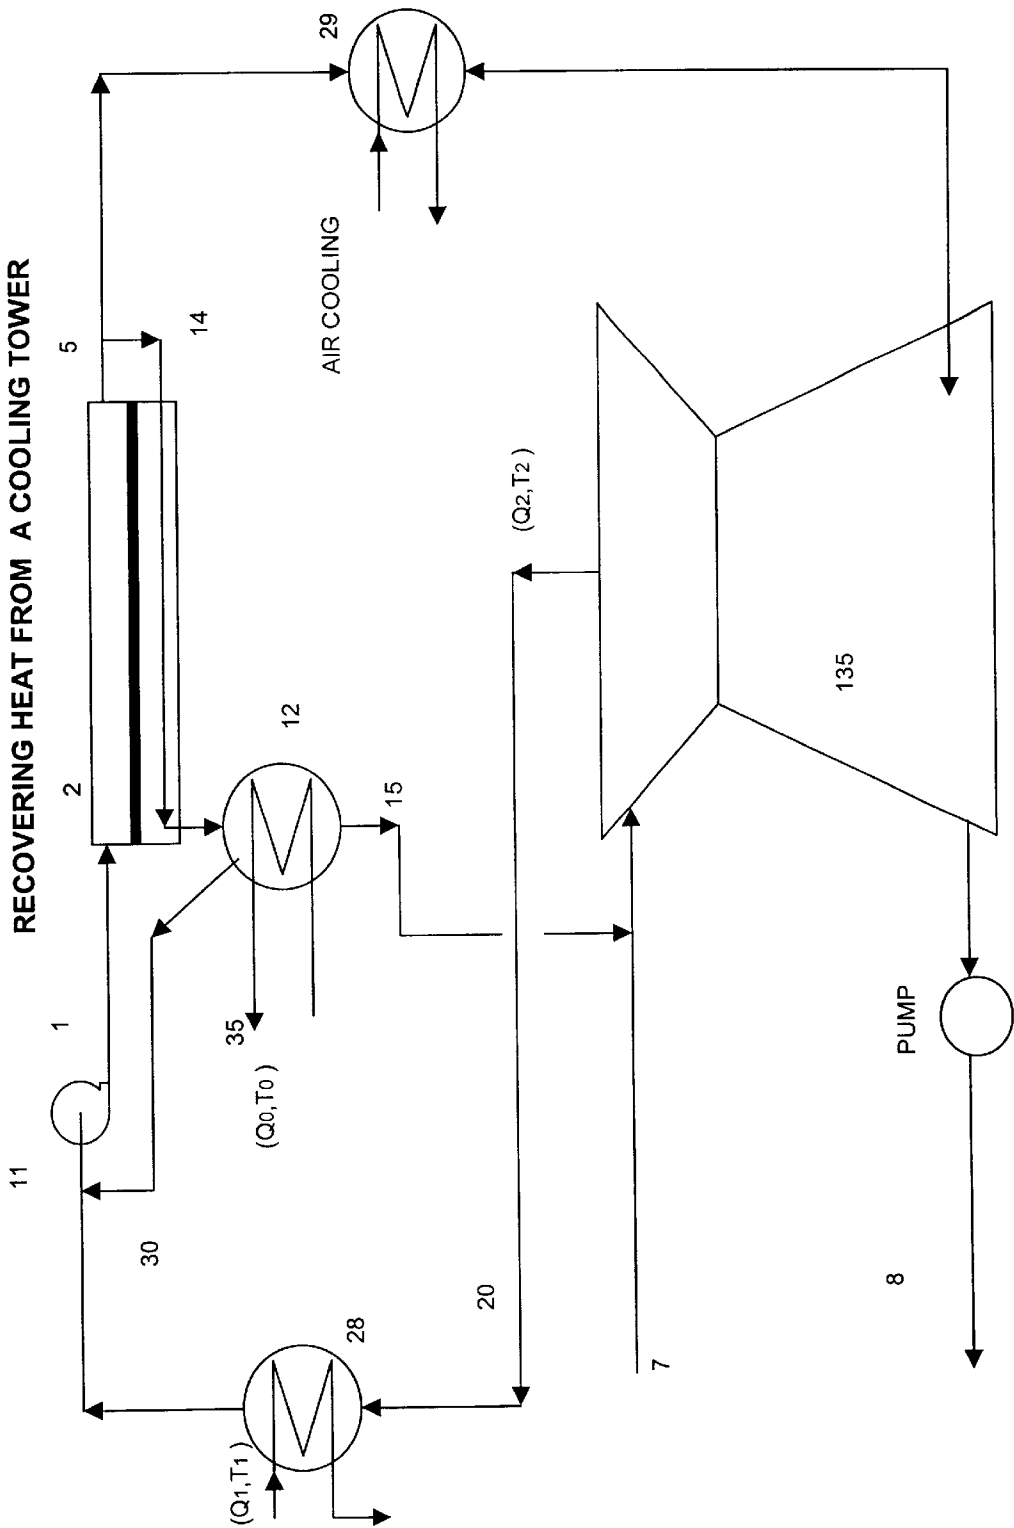 RECOVERING HEAT FROM A COOLING TOWER
11
1
2
5
30
14
29
35
(Q0,T0 )
12
AIR COOLING
(Q1,T1 )
28
15
20
(Q2,T2 )
7
135
8
PUMP